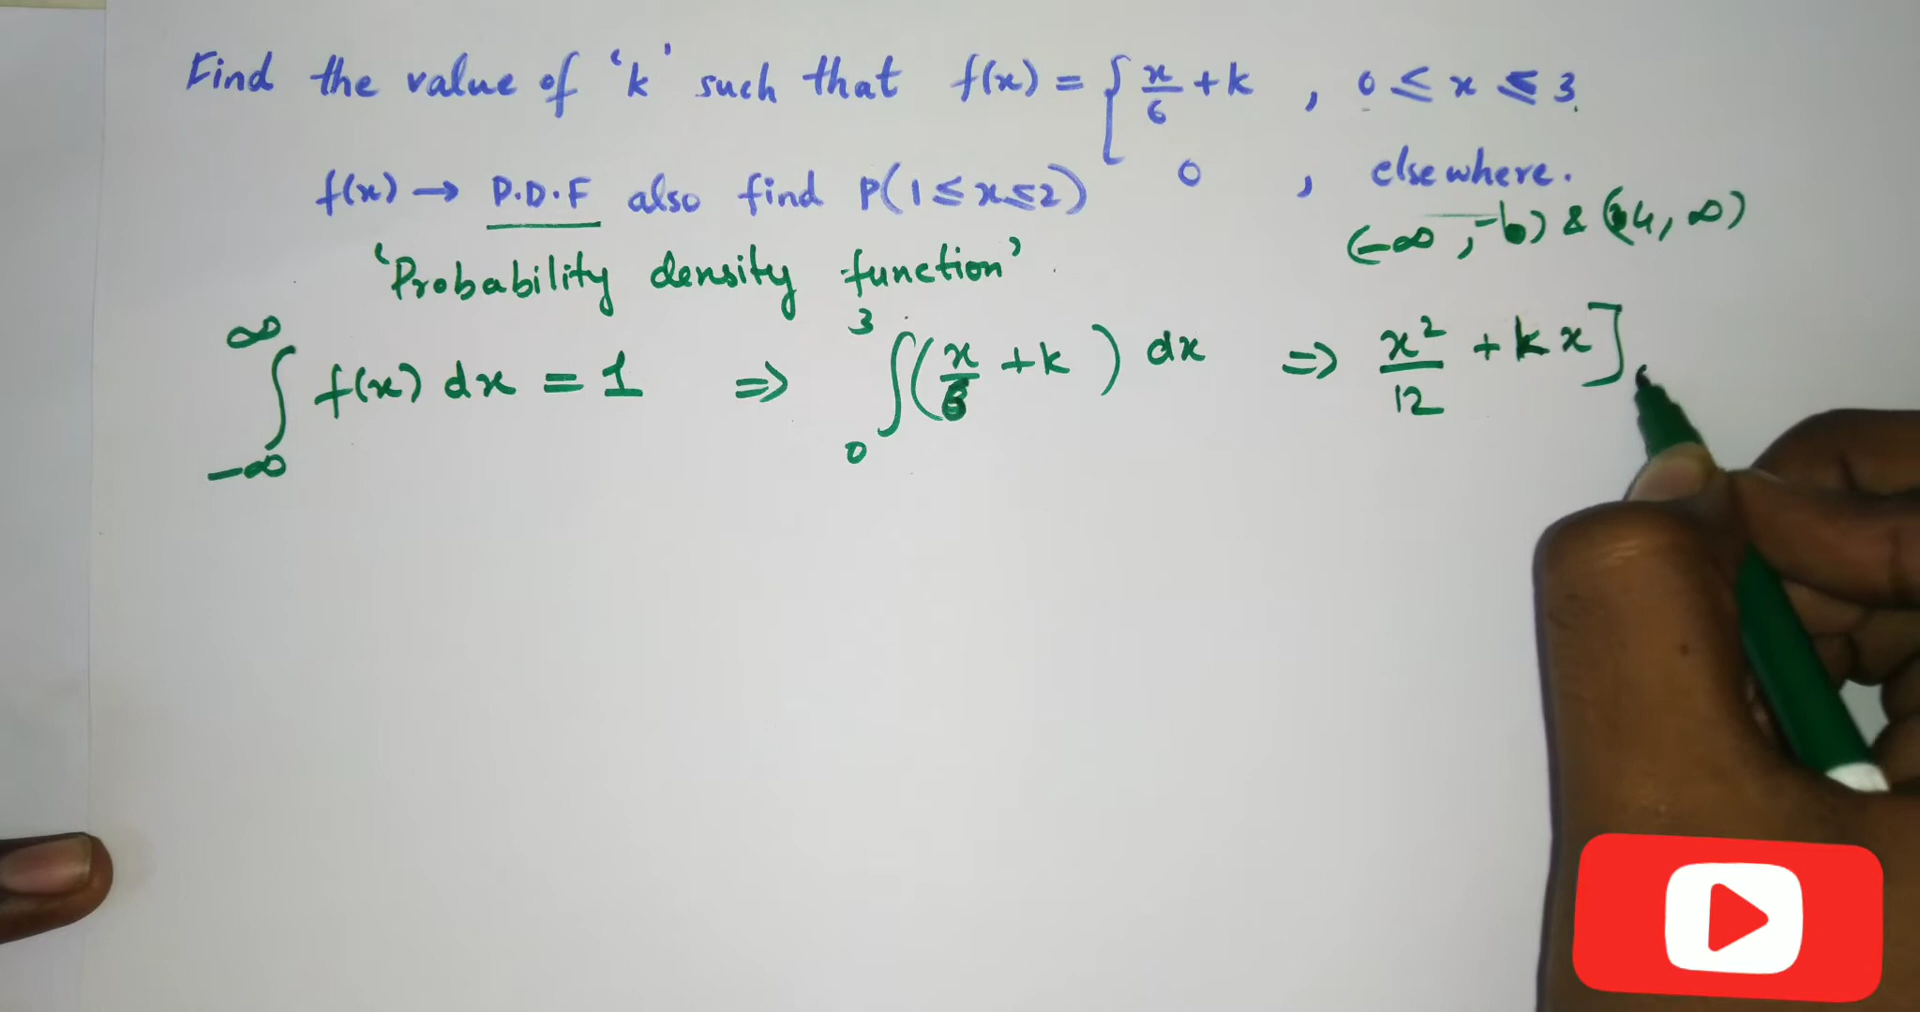 Find the value of 'k' such that f(x) = { x/6 + k , 0 ≤ x ≤ 3
0 , elsewhere.
f(x) → P.D.F also find P(1 ≤ x ≤ 2)
(-∞, ) & ( 4, ∞)
'Probability density function'
∫_{-∞}^{∞} f(x) dx = 1 ⇒ ∫_0^3 (x/6 + k) dx ⇒ x²/12 + kx]